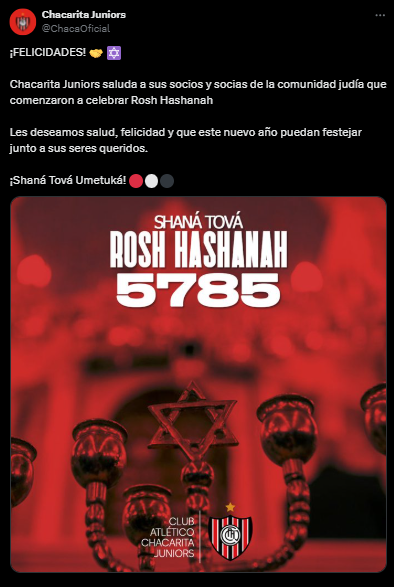 Chacarita Juniors
@ChacaOficial
¡FELICIDADES! 🤝 🔯
Chacarita Juniors saluda a sus socios y socias de la comunidad judía que
comenzaron a celebrar Rosh Hashanah
Les deseamos salud, felicidad y que este nuevo año puedan festejar
junto a sus seres queridos.
¡Shaná Tová Umetuká! 🔴⚪⚫
SHANÁ TOVÁ
ROSH HASHANAH
5785
CLUB
ATLÉTICO
CHACARITA
JUNIORS